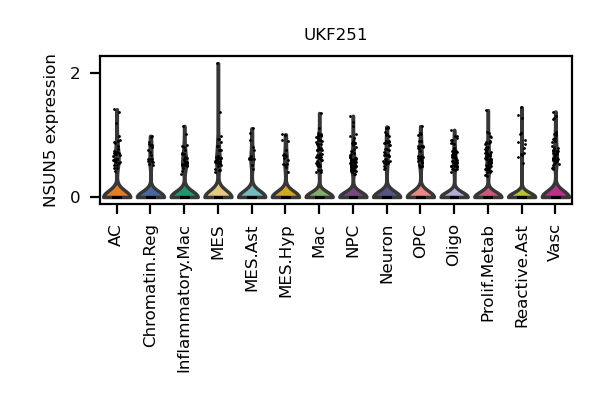 UKF251
NSUN5 expression
2
0
AC
Chromatin.Reg
Inflammatory.Mac
MES
MES.Ast
MES.Hyp
Mac
NPC
Neuron
OPC
Oligo
Prolif.Metab
Reactive.Ast
Vasc